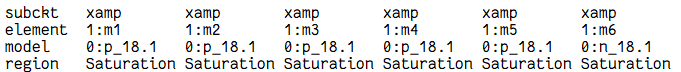 subckt xamp xamp xamp xamp xamp xamp
element 1:m1 1:m2 1:m3 1:m4 1:m5 1:m6
model 0:p_18.1 0:p_18.1 0:p_18.1 0:p_18.1 0:p_18.1 0:n_18.1
region Saturation Saturation Saturation Saturation Saturation Saturation